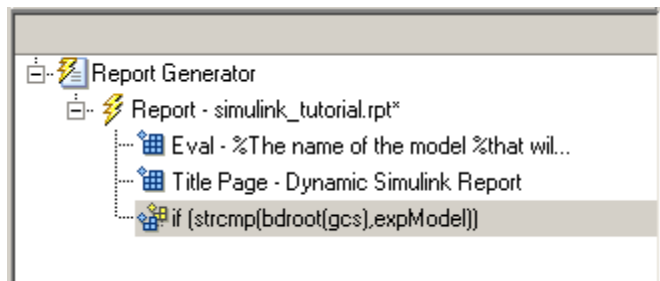 Report Generator
Report - simulink_tutorial.rpt*
Eval - %The name of the model %that wil...
Title Page - Dynamic Simulink Report
if (strcmp(bdroot(gcs),expModel))